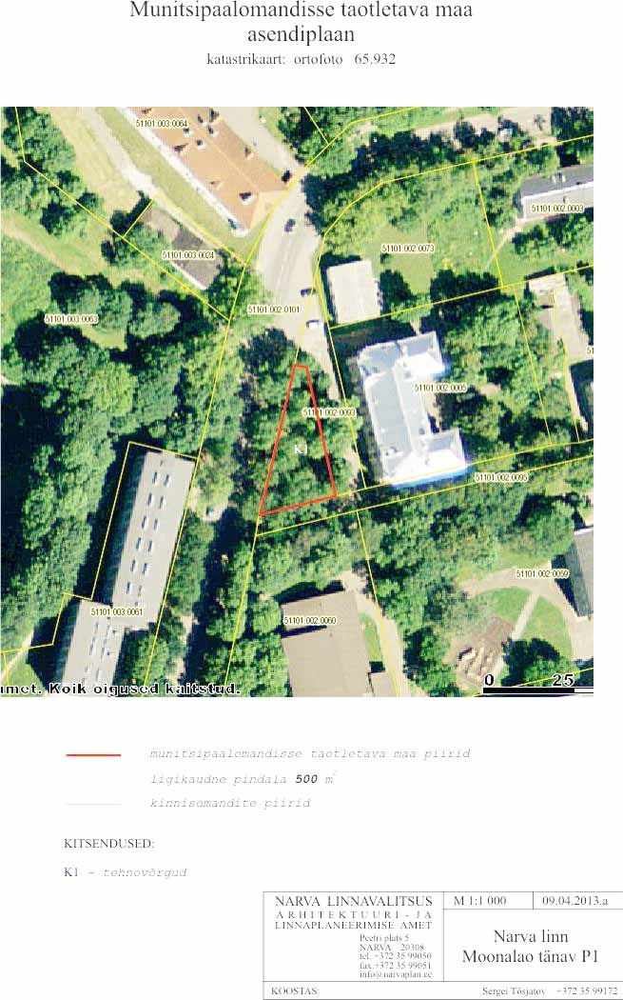 Munitsipaalomandisse taotletava maa
asendiplaan
katastrikaart: ortofoto 65.932
51101:003:0064
51101:002:0003
51101:002:0073
51101:003:0024
51101:002:0101
51101:003:0063
51101:002:0005
51101:002:0093
K1
51101:002:0095
51101:002:0059
51101:003:0061
51101:002:0060
Kõik õigused kaitstud.
0 25
munitsipaalomandisse taotletava maa piirid
ligikaudne pindala 500 m²
kinnisomandite piirid
KITSENDUSED:
K1 - tehnovõrgud
NARVA LINNAVALITSUS
ARHITEKTUURI- JA
LINNAPLANEERIMISE AMET
Peetri plats 5
NARVA 20308
tel. +372 35 99050
fax.+372 35 99051
info@narvaplan.ee
M 1:1 000
09.04.2013.a
Narva linn
Moonalao tänav P1
KOOSTAS:
Sergei Tõsjatov +372 35 99172